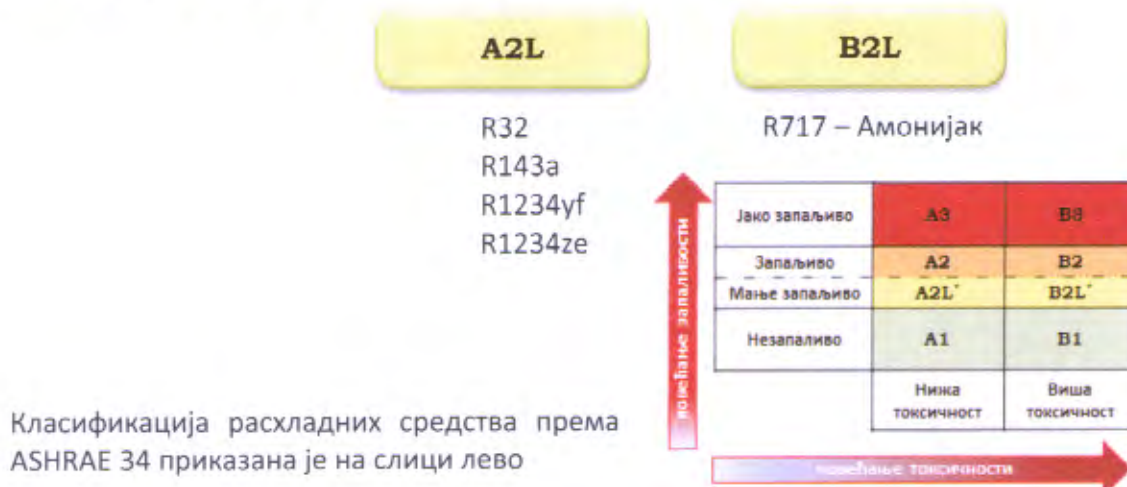 A2L
B2L
R32
R143a
R1234yf
R1234ze
R717 – Амонијак
повећање запаљивости
Јако запаљиво A3 B3
Запаљиво A2 B2
Мање запаљиво A2L* B2L*
Незапаливо A1 B1
Нижа токсичност
Виша токсичност
повећање токсичности
Класификација расхладних средства према
ASHRAE 34 приказана је на слици лево